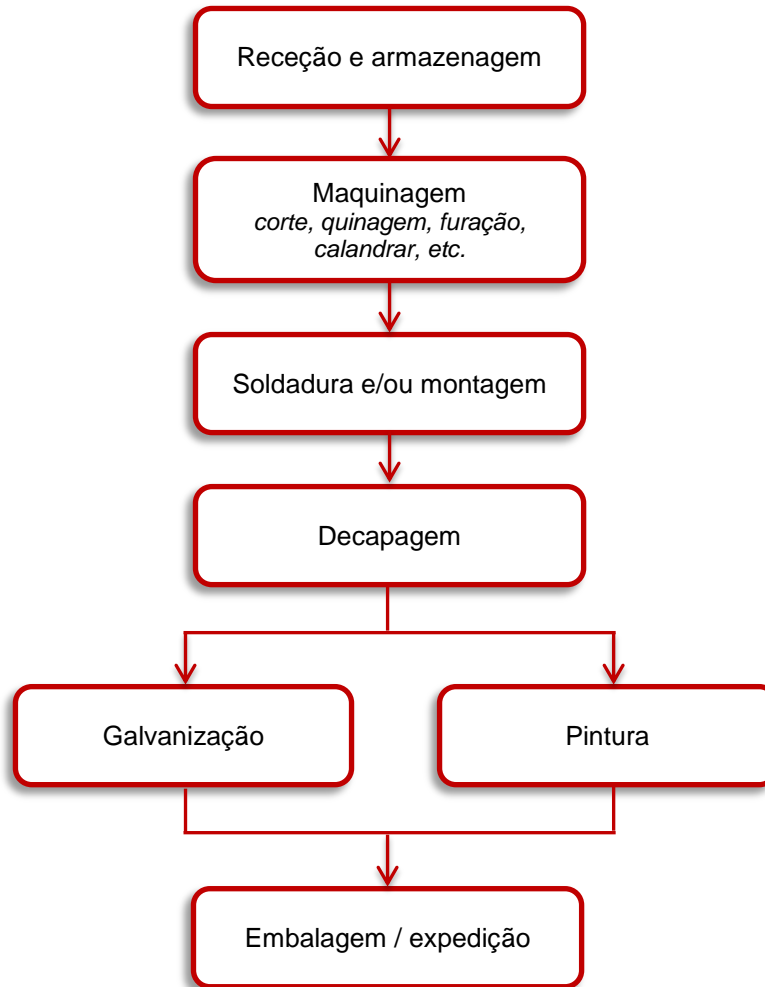 Receção e armazenagem
Maquinagem
corte, quinagem, furação,
calandrar, etc.
Soldadura e/ou montagem
Decapagem
Galvanização
Pintura
Embalagem / expedição